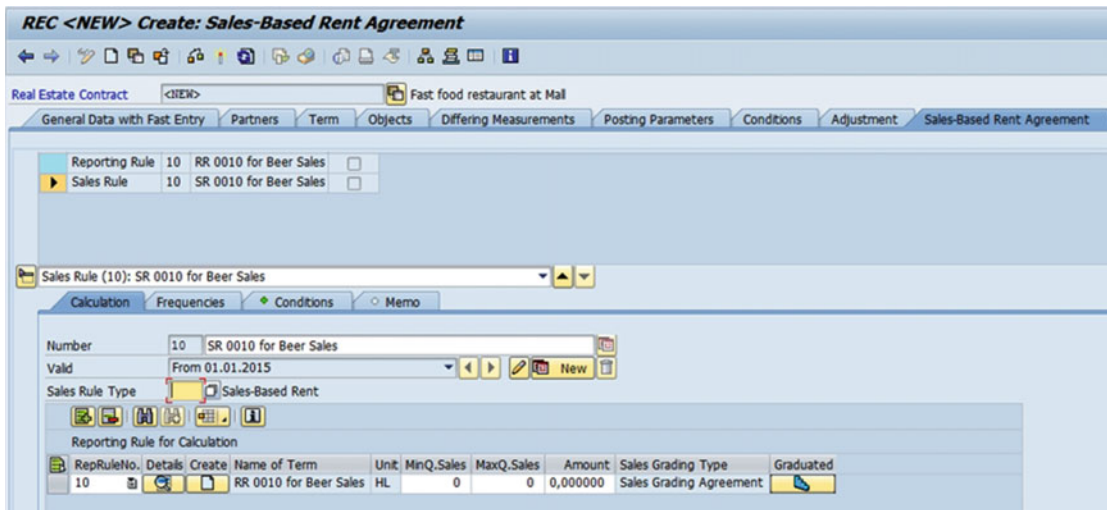 REC <NEW> Create: Sales-Based Rent Agreement
Real Estate Contract <NEW> Fast food restaurant at Mall
General Data with Fast Entry Partners Term Objects Differing Measurements Posting Parameters Conditions Adjustment Sales-Based Rent Agreement
Reporting Rule 10 RR 0010 for Beer Sales
Sales Rule 10 SR 0010 for Beer Sales
Sales Rule (10): SR 0010 for Beer Sales
Calculation Frequencies Conditions Memo
Number 10 SR 0010 for Beer Sales
Valid From 01.01.2015 New
Sales Rule Type Sales-Based Rent
Reporting Rule for Calculation
RepRuleNo. Details Create Name of Term Unit MinQ.Sales MaxQ.Sales Amount Sales Grading Type Graduated
10 RR 0010 for Beer Sales HL 0 0 0,000000 Sales Grading Agreement